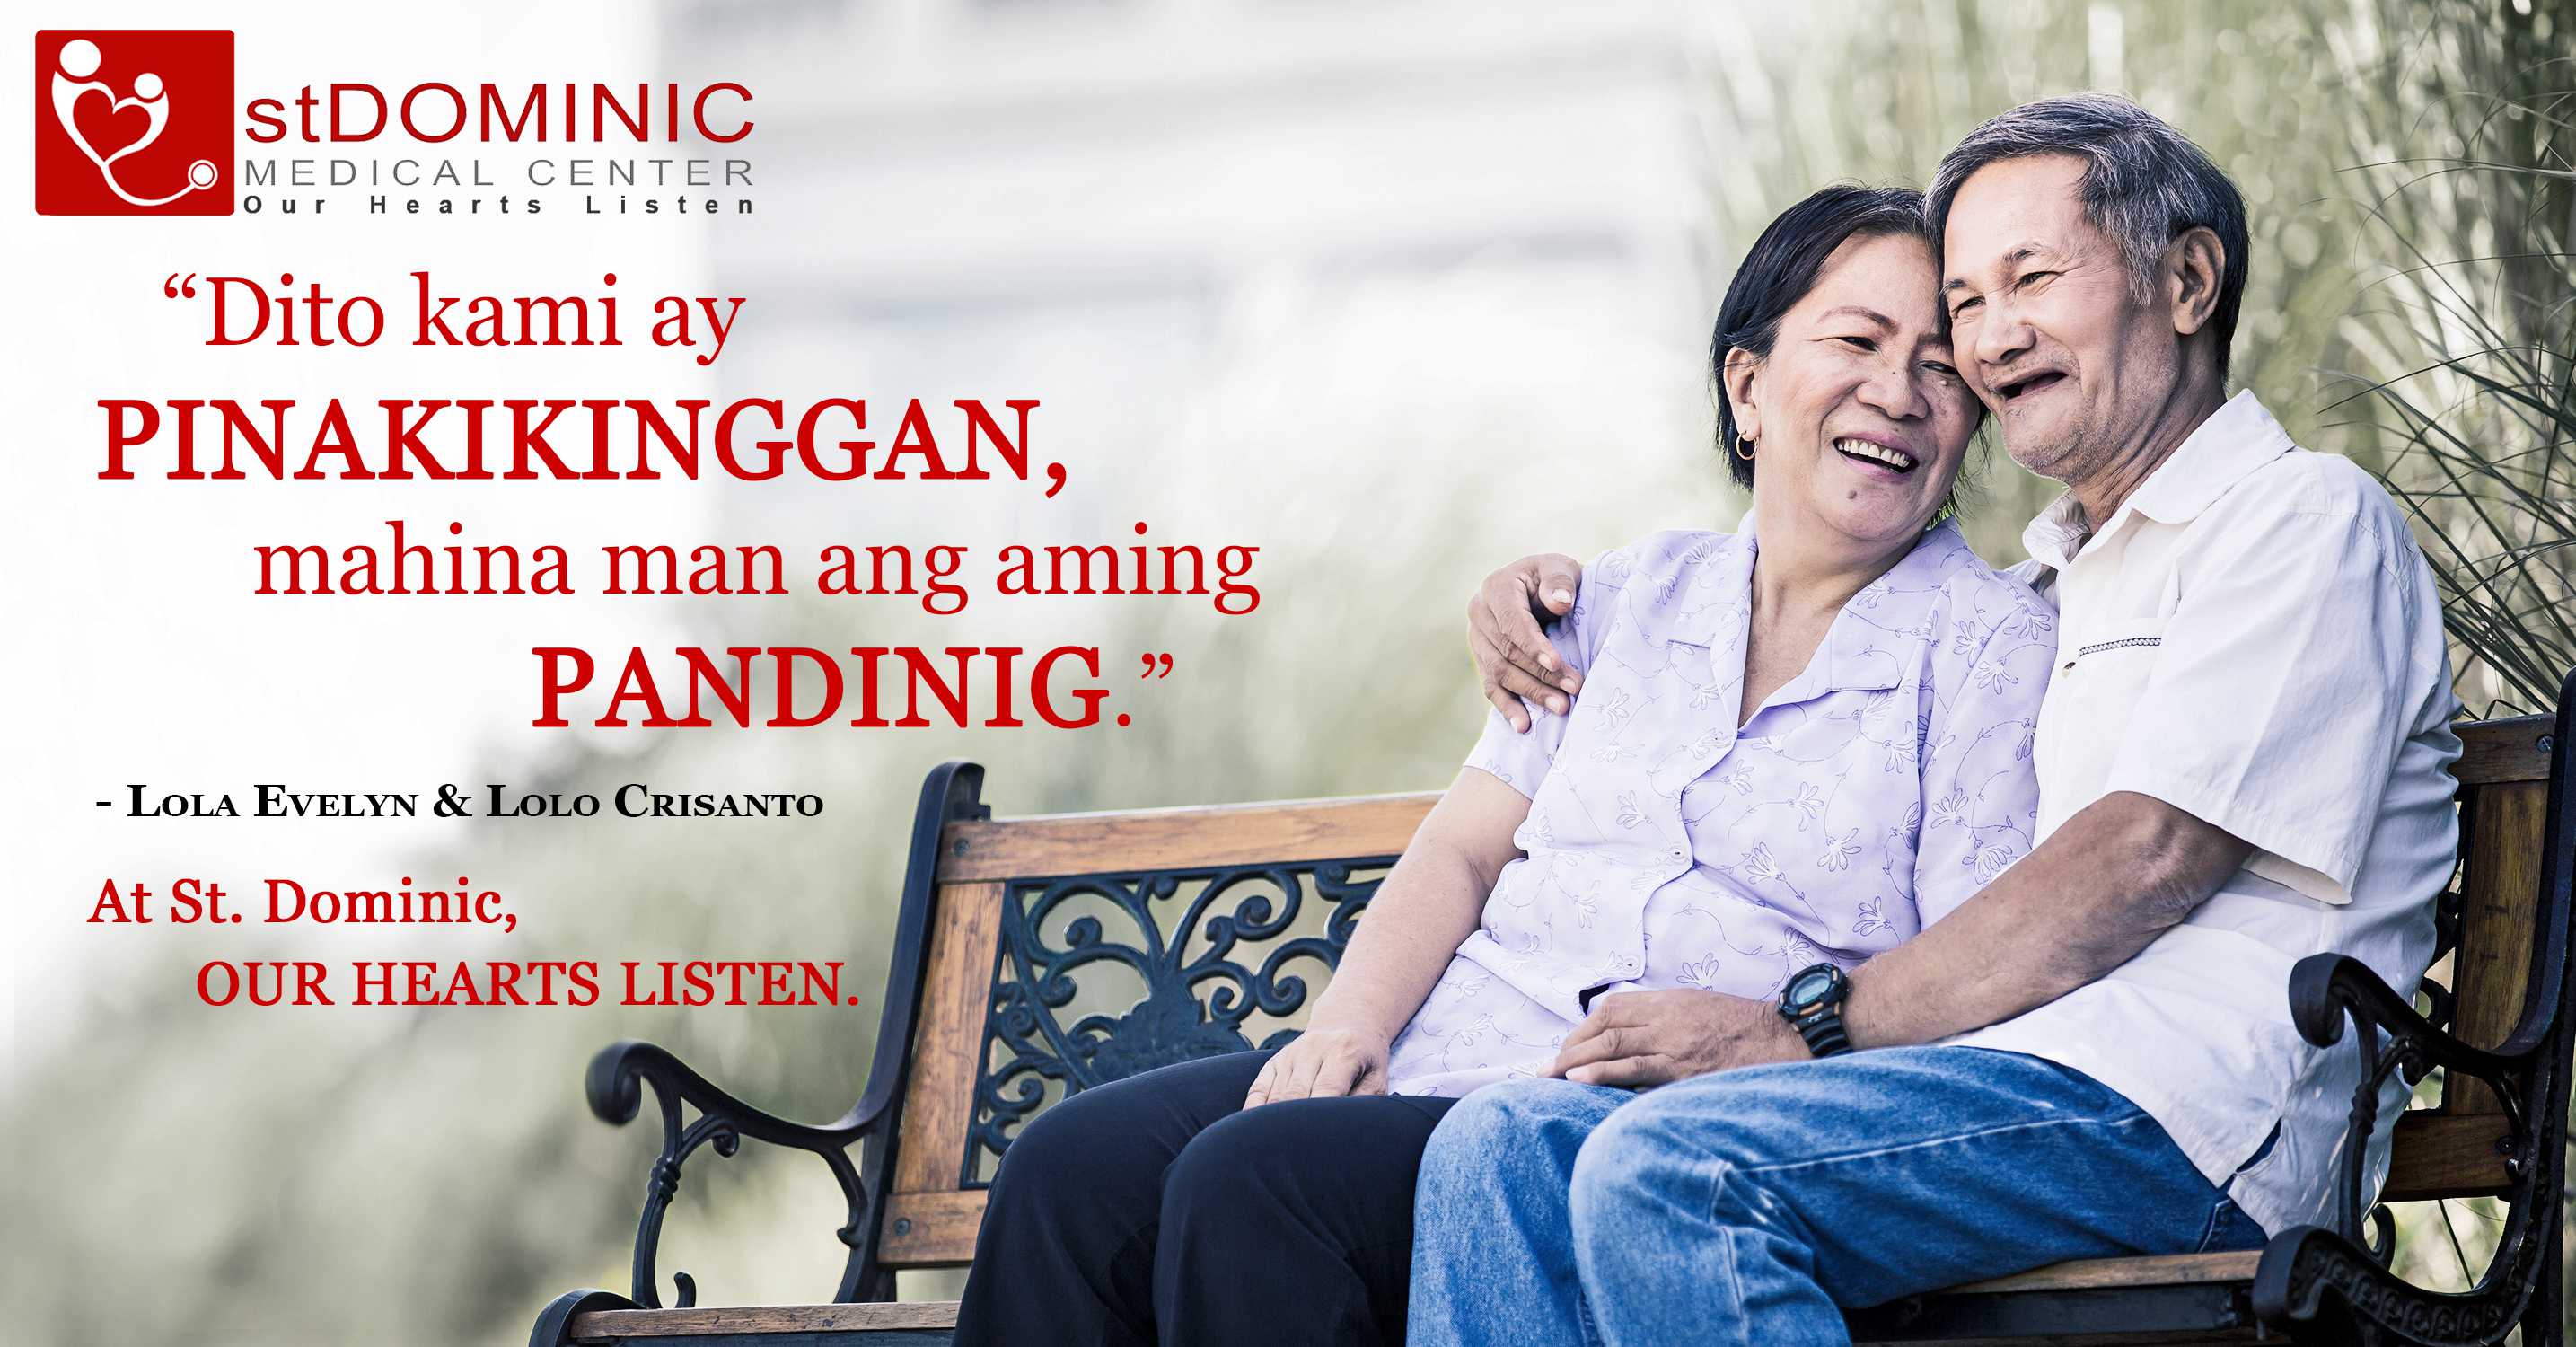 stDOMINIC
MEDICAL CENTER
Our Hearts Listen
“Dito kami ay
PINAKIKINGGAN,
mahina man ang aming
PANDINIG.”
- Lola Evelyn & Lolo Crisanto
At St. Dominic,
OUR HEARTS LISTEN.